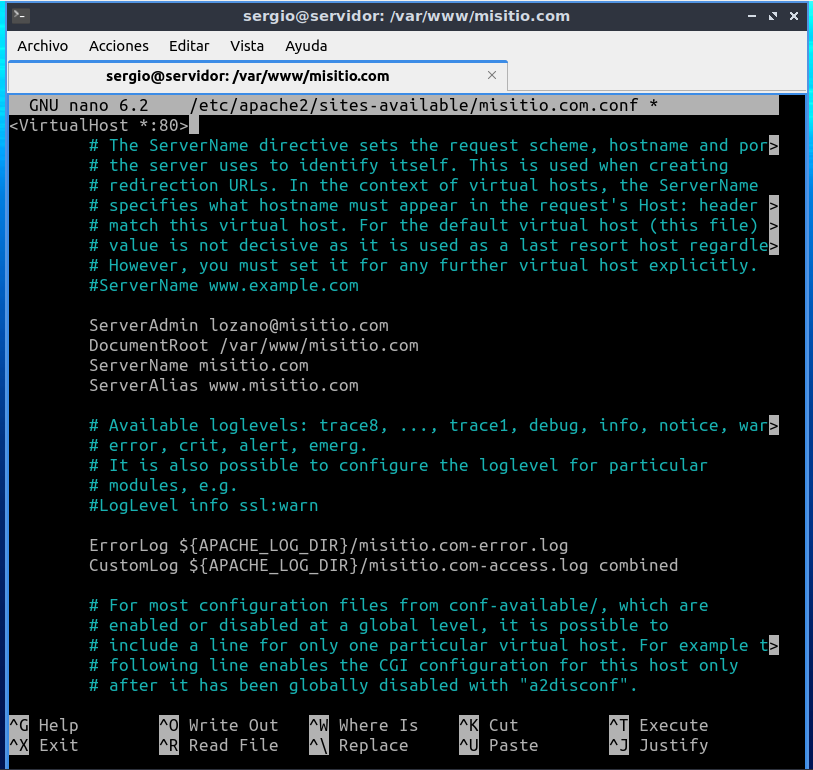 sergio@servidor: /var/www/misitio.com
Archivo Acciones Editar Vista Ayuda
sergio@servidor: /var/www/misitio.com ×
GNU nano 6.2 /etc/apache2/sites-available/misitio.com.conf *
<VirtualHost *:80>
# The ServerName directive sets the request scheme, hostname and por>
# the server uses to identify itself. This is used when creating
# redirection URLs. In the context of virtual hosts, the ServerName
# specifies what hostname must appear in the request's Host: header >
# match this virtual host. For the default virtual host (this file) >
# value is not decisive as it is used as a last resort host regardle>
# However, you must set it for any further virtual host explicitly.
#ServerName www.example.com
ServerAdmin lozano@misitio.com
DocumentRoot /var/www/misitio.com
ServerName misitio.com
ServerAlias www.misitio.com
# Available loglevels: trace8, ..., trace1, debug, info, notice, war>
# error, crit, alert, emerg.
# It is also possible to configure the loglevel for particular
# modules, e.g.
#LogLevel info ssl:warn
ErrorLog ${APACHE_LOG_DIR}/misitio.com-error.log
CustomLog ${APACHE_LOG_DIR}/misitio.com-access.log combined
# For most configuration files from conf-available/, which are
# enabled or disabled at a global level, it is possible to
# include a line for only one particular virtual host. For example t>
# following line enables the CGI configuration for this host only
# after it has been globally disabled with "a2disconf".
^G Help ^O Write Out ^W Where Is ^K Cut ^T Execute
^X Exit ^R Read File ^\ Replace ^U Paste ^J Justify